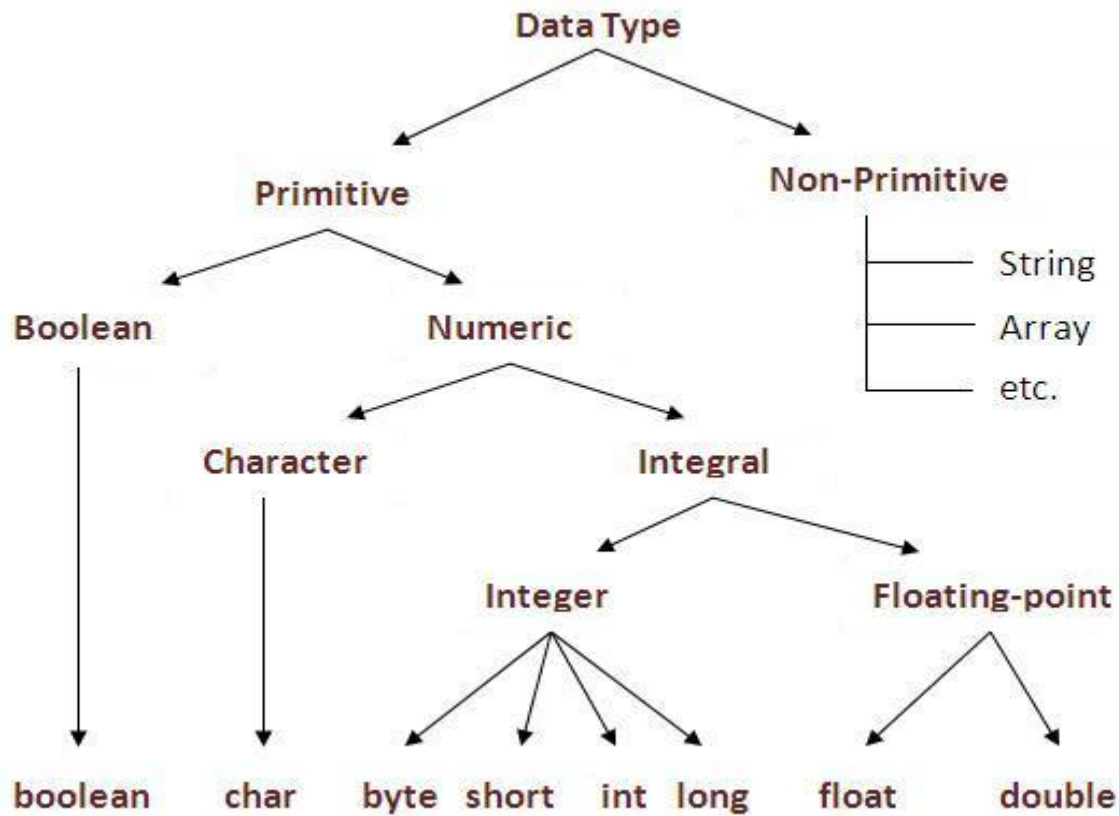 Data Type
Primitive
Non-Primitive
String
Array
etc.
Boolean
Numeric
Character
Integral
Integer
Floating-point
boolean
char
byte
short
int
long
float
double